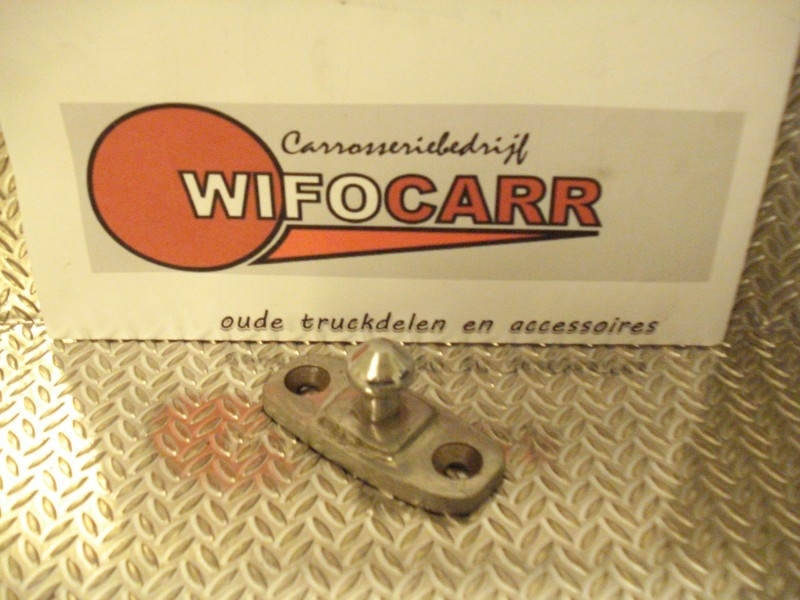 Carrosseriebedrijf
WIFOCARR
oude truckdelen en accessoires